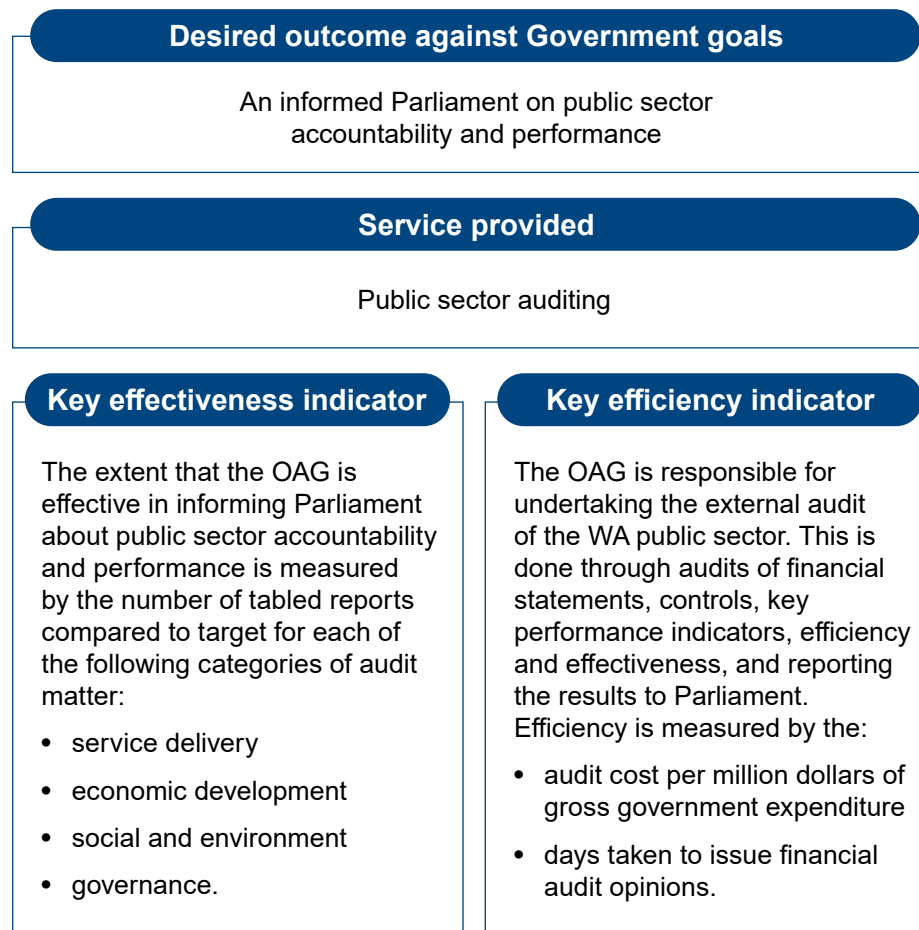 Desired outcome against Government goals
An informed Parliament on public sector
accountability and performance
Service provided
Public sector auditing
Key effectiveness indicator
The extent that the OAG is
effective in informing Parliament
about public sector accountability
and performance is measured
by the number of tabled reports
compared to target for each of
the following categories of audit
matter:
• service delivery
• economic development
• social and environment
• governance.
Key efficiency indicator
The OAG is responsible for
undertaking the external audit
of the WA public sector. This is
done through audits of financial
statements, controls, key
performance indicators, efficiency
and effectiveness, and reporting
the results to Parliament.
Efficiency is measured by the:
• audit cost per million dollars of
gross government expenditure
• days taken to issue financial
audit opinions.